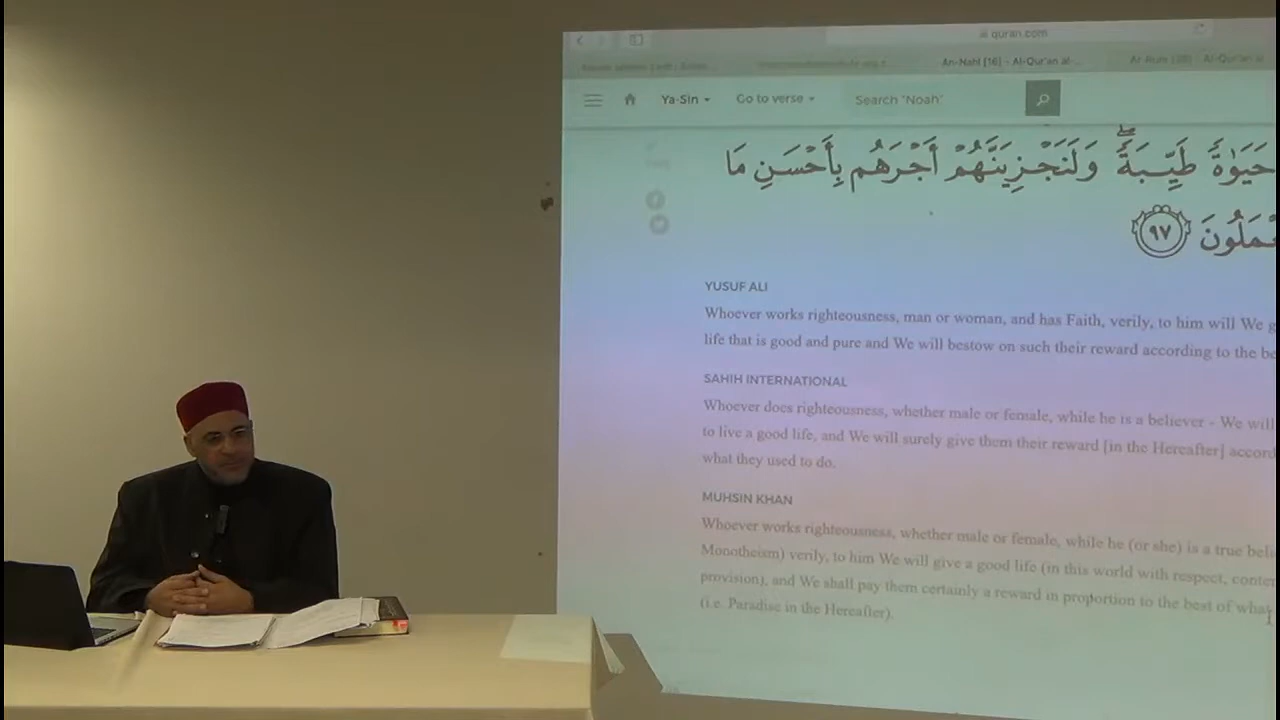 quran.com
An-Nahl [16] - Al-Qur'an al-...
Ya-Sin
Go to verse
Search "Noah"
حَيَوٰةً طَيِّبَةً ۖ وَلَنَجْزِيَنَّهُمْ أَجْرَهُم بِأَحْسَنِ مَا
٩٧
YUSUF ALI
Whoever works righteousness, man or woman, and has Faith, verily, to him will We g
life that is good and pure and We will bestow on such their reward according to the be
SAHIH INTERNATIONAL
Whoever does righteousness, whether male or female, while he is a believer - We will
to live a good life, and We will surely give them their reward [in the Hereafter] accord
what they used to do.
MUHSIN KHAN
Whoever works righteousness, whether male or female, while he (or she) is a true beli
Monotheism) verily, to him We will give a good life (in this world with respect, conten
provision), and We shall pay them certainly a reward in proportion to the best of what
(i.e. Paradise in the Hereafter).